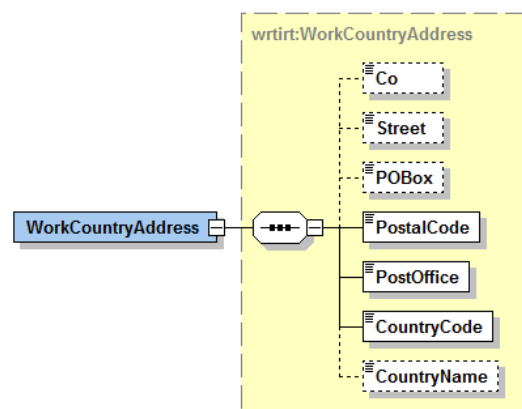 wrtirt:WorkCountryAddress
Co
Street
POBox
WorkCountryAddress
PostalCode
PostOffice
CountryCode
CountryName